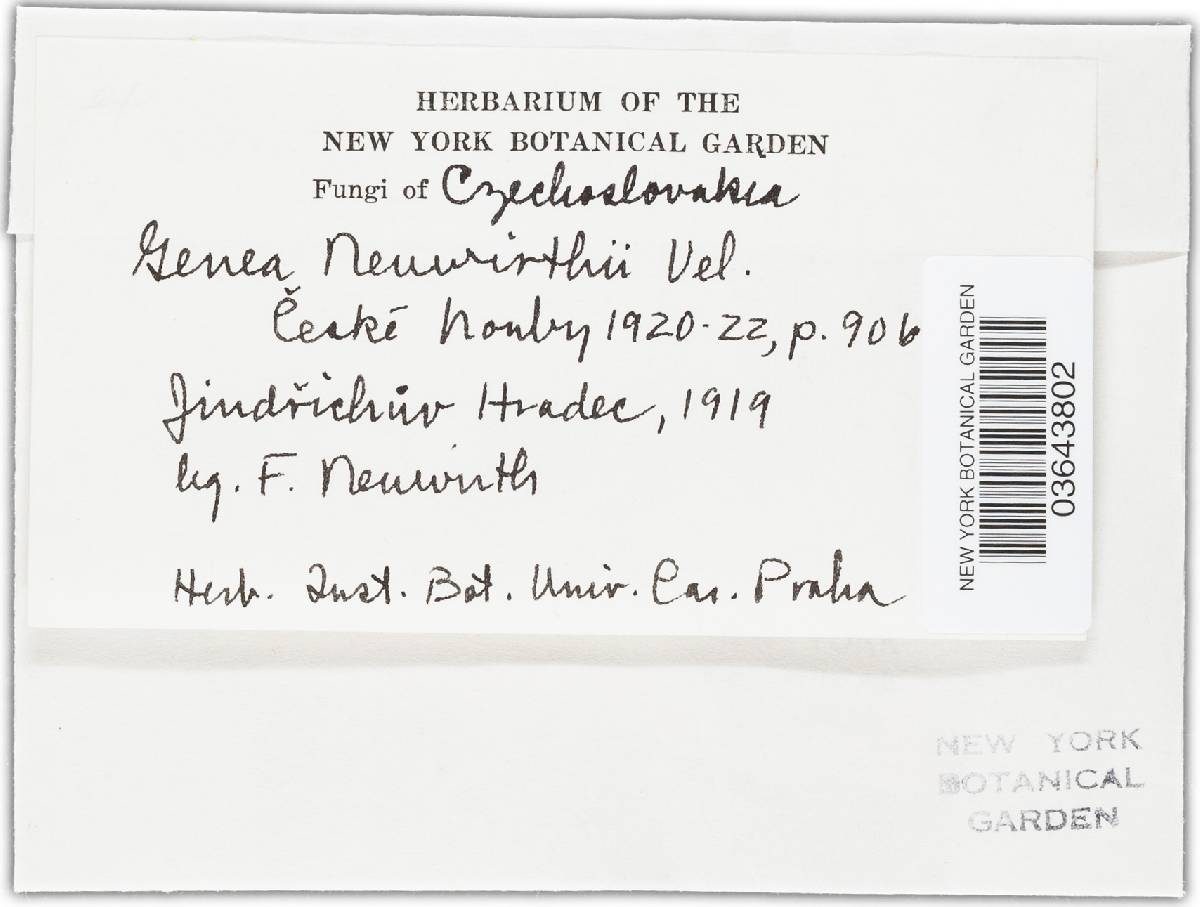 HERBARIUM OF THE
NEW YORK BOTANICAL GARDEN
Fungi of Czechoslovakia
Genea Neuwirthii Vel.
České houby 1920-22, p. 906
Jindřichův Hradec, 1919
leg. F. Neuwirth
Herb. Inst. Bot. Univ. Car. Praha
NEW YORK BOTANICAL GARDEN
03643802
NEW YORK
BOTANICAL
GARDEN